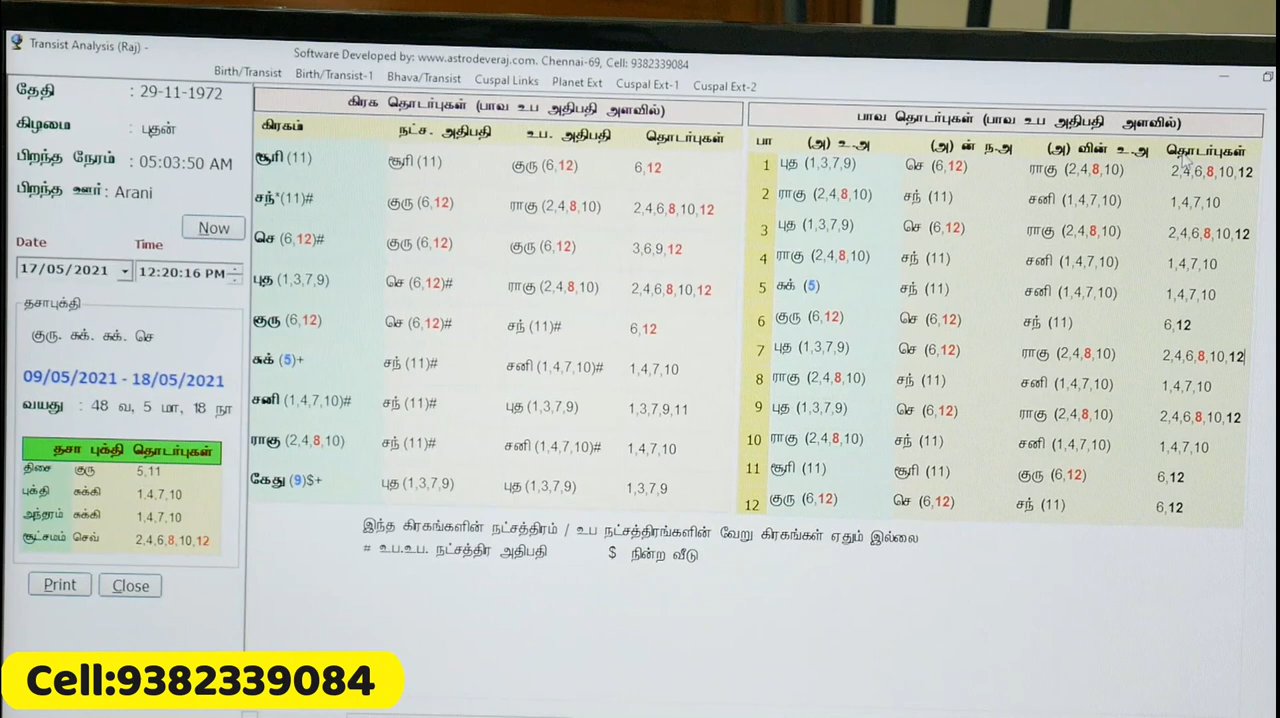 Transist Analysis (Raj) -
Software Developed by: www.astrodeveraj.com. Chennai-69, Cell: 9382339084
Birth/Transist Birth/Transist-1 Bhava/Transist Cuspal Links Planet Ext Cuspal Ext-1 Cuspal Ext-2
தேதி : 29-11-1972
கிழமை : புதன்
பிறந்த நேரம் : 05:03:50 AM
பிறந்த ஊர் : Arani
Now
Date Time
17/05/2021 12:20:16 PM
தசாபுக்தி
குரு. சுக். சுக். செ
09/05/2021 - 18/05/2021
வயது : 48 வ, 5 மா, 18 நா
தசா புக்தி தொடர்புகள்
திசை குரு 5,11
புக்தி சுக்கி 1,4,7,10
அந்தரம் சுக்கி 1,4,7,10
சூட்சமம் செவ் 2,4,6,8,10,12
Print Close
கிரக தொடர்புகள் (பாவ உப அதிபதி அளவில்)
கிரகம் நட்ச. அதிபதி உப. அதிபதி தொடர்புகள்
சூரி (11) சூரி (11) குரு (6,12) 6,12
சந்*(11)# குரு (6,12) ராகு (2,4,8,10) 2,4,6,8,10,12
செ (6,12)# குரு (6,12) குரு (6,12) 3,6,9,12
புத (1,3,7,9) செ (6,12)# ராகு (2,4,8,10) 2,4,6,8,10,12
குரு (6,12) செ (6,12)# சந் (11)# 6,12
சுக் (5)+ சந் (11)# சனி (1,4,7,10)# 1,4,7,10
சனி (1,4,7,10)# சந் (11)# புத (1,3,7,9) 1,3,7,9,11
ராகு (2,4,8,10) சந் (11)# சனி (1,4,7,10)# 1,4,7,10
கேது (9)$+ புத (1,3,7,9) புத (1,3,7,9) 1,3,7,9
பாவ தொடர்புகள் (பாவ உப அதிபதி அளவில்)
பா (அ) உ.அ (அ) ன் ந.அ (அ) வின் உ.அ தொடர்புகள்
1 புத (1,3,7,9) செ (6,12) ராகு (2,4,8,10) 2,4,6,8,10,12
2 ராகு (2,4,8,10) சந் (11) சனி (1,4,7,10) 1,4,7,10
3 புத (1,3,7,9) செ (6,12) ராகு (2,4,8,10) 2,4,6,8,10,12
4 ராகு (2,4,8,10) சந் (11) சனி (1,4,7,10) 1,4,7,10
5 சுக் (5) சந் (11) சனி (1,4,7,10) 1,4,7,10
6 குரு (6,12) செ (6,12) சந் (11) 6,12
7 புத (1,3,7,9) செ (6,12) ராகு (2,4,8,10) 2,4,6,8,10,12
8 ராகு (2,4,8,10) சந் (11) சனி (1,4,7,10) 1,4,7,10
9 புத (1,3,7,9) செ (6,12) ராகு (2,4,8,10) 2,4,6,8,10,12
10 ராகு (2,4,8,10) சந் (11) சனி (1,4,7,10) 1,4,7,10
11 சூரி (11) சூரி (11) குரு (6,12) 6,12
12 குரு (6,12) செ (6,12) சந் (11) 6,12
இந்த கிரகங்களின் நட்சத்திரம் / உப நட்சத்திரங்களின் வேறு கிரகங்கள் ஏதும் இல்லை
# உப.உப. நட்சத்திர அதிபதி $ நின்ற வீடு
Cell:9382339084